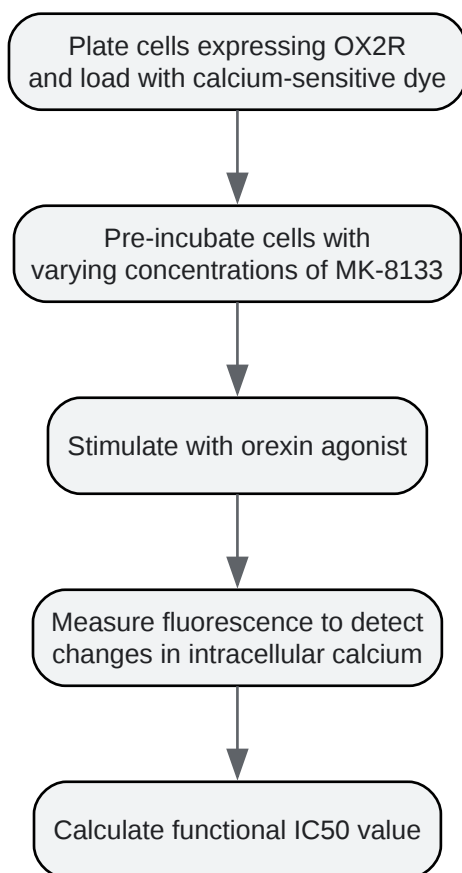 Plate cells expressing OX2R
and load with calcium-sensitive dye
Pre-incubate cells with
varying concentrations of MK-8133
Stimulate with orexin agonist
Measure fluorescence to detect
changes in intracellular calcium
Calculate functional IC50 value